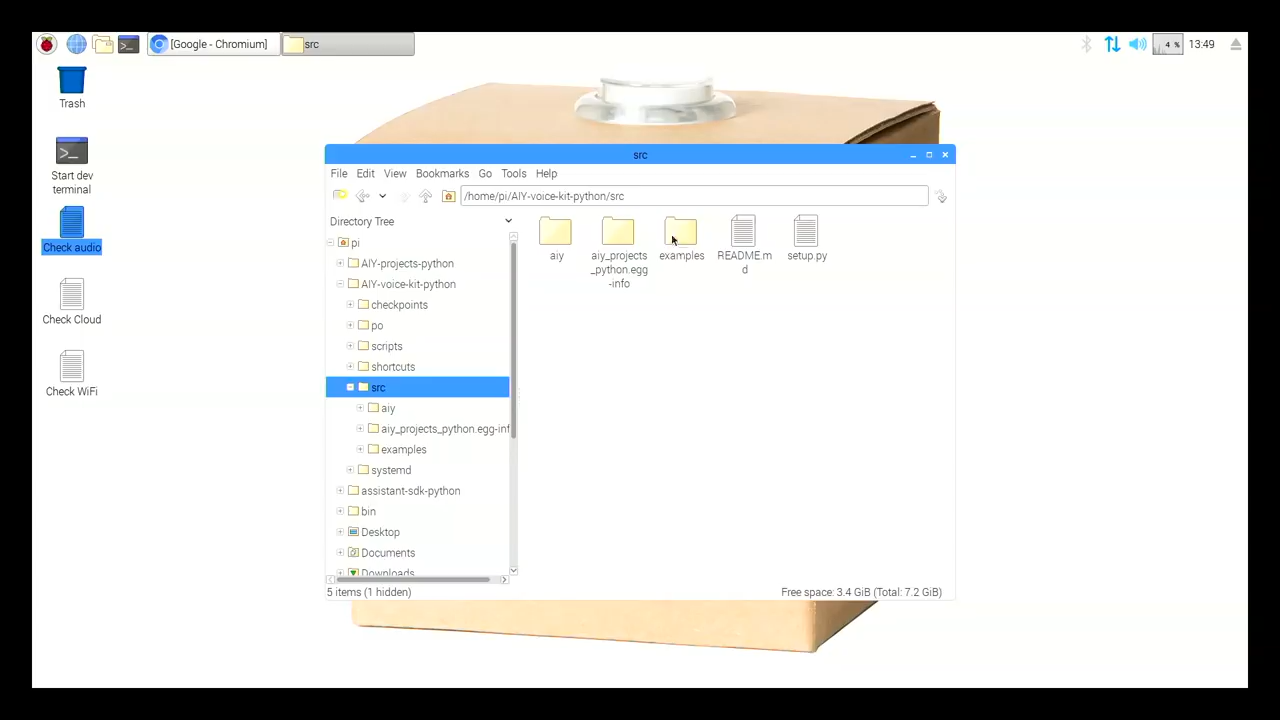 [Google - Chromium]
src
4 %
13:49
Trash
Start dev
terminal
Check audio
Check Cloud
Check WiFi
src
File Edit View Bookmarks Go Tools Help
/home/pi/AIY-voice-kit-python/src
Directory Tree
pi
AIY-projects-python
AIY-voice-kit-python
checkpoints
po
scripts
shortcuts
src
aiy
aiy_projects_python.egg-inf
examples
systemd
assistant-sdk-python
bin
Desktop
Documents
Downloads
aiy
aiy_projects
_python.egg
-info
examples
README.m
d
setup.py
5 items (1 hidden)
Free space: 3.4 GiB (Total: 7.2 GiB)